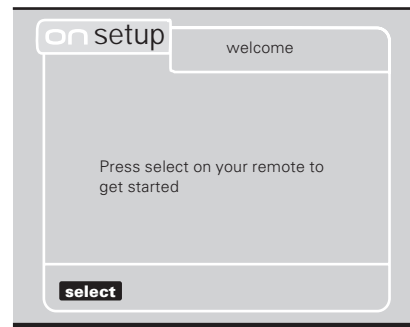 on setup
welcome
Press select on your remote to
get started
select